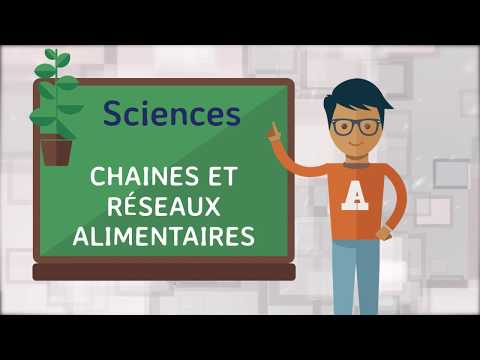 Sciences
CHAINES ET
RÉSEAUX
ALIMENTAIRES
A